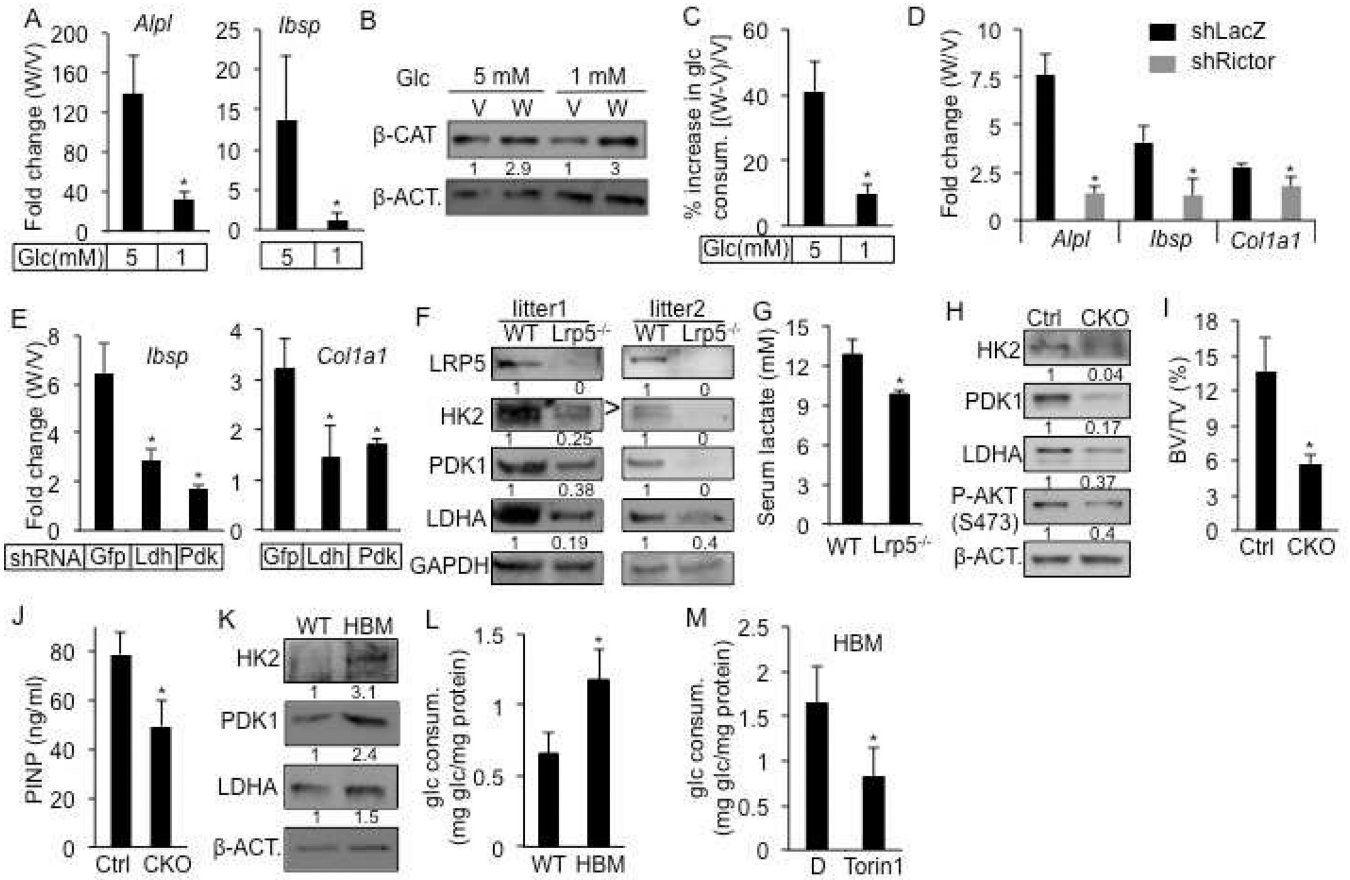 A
Alpl
Ibsp
Fold change (W/V)
200
160
120
80
40
0
25
20
15
10
5
0
*
*
Glc(mM) 5 1
5 1
B
Glc 5 mM 1 mM
V W V W
β-CAT
1 2.9 1 3
β-ACT.
C
% increase in glc
consum. [(W-V)/V]
60
40
20
0
*
Glc(mM) 5 1
D
shLacZ
shRictor
Fold change (W/V)
10
7.5
5
2.5
0
* * *
Alpl Ibsp Col1a1
E
Ibsp
Col1a1
Fold change (W/V)
8
6
4
2
0
4
3
2
1
0
* *
* *
shRNA Gfp Ldh Pdk
Gfp Ldh Pdk
F
litter1 litter2
WT Lrp5-/- WT Lrp5-/-
LRP5
1 0 1 0
HK2 >
1 0.25 1 0
PDK1
1 0.38 1 0
LDHA
1 0.19 1 0.4
GAPDH
G
Serum lactate (mM)
15
12
9
6
3
0
*
WT Lrp5-/-
H
Ctrl CKO
HK2
1 0.04
PDK1
1 0.17
LDHA
1 0.37
P-AKT
(S473)
1 0.4
β-ACT.
I
BV/TV (%)
18
15
12
9
6
3
0
*
Ctrl CKO
J
PINP (ng/ml)
80
60
40
20
0
*
Ctrl CKO
K
WT HBM
HK2
1 3.1
PDK1
1 2.4
LDHA
1 1.5
β-ACT.
L
glc consum.
(mg glc/mg protein)
1.5
1
0.5
0
*
WT HBM
M
HBM
glc consum.
(mg glc/mg protein)
2.5
2
1.5
1
0.5
0
*
D Torin1